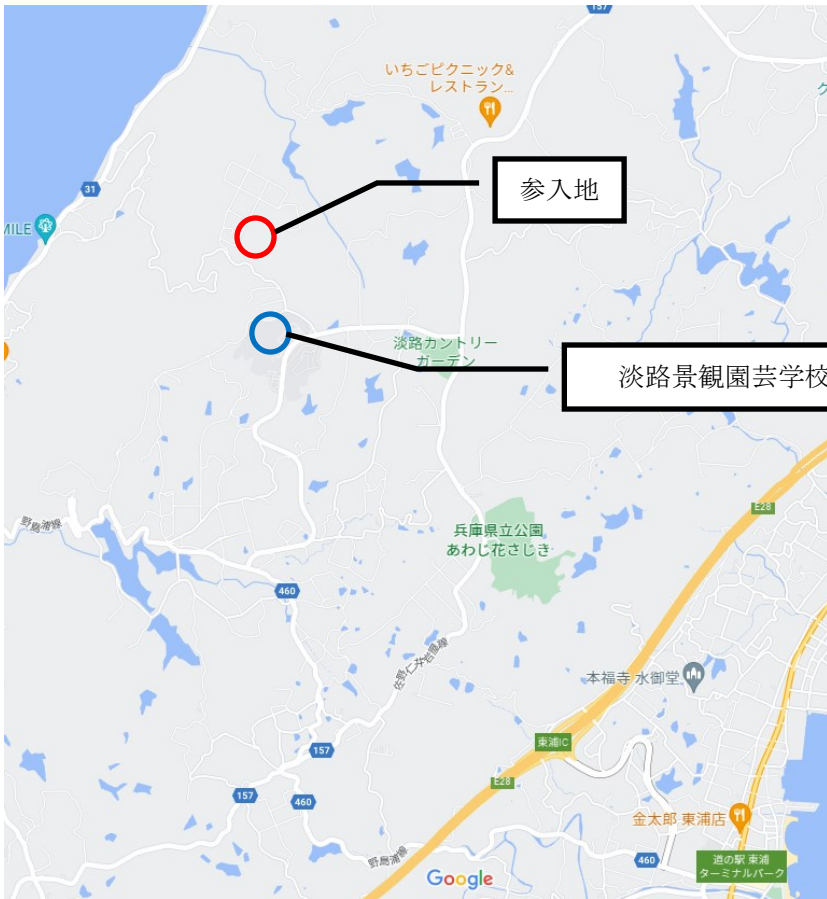 157
いちごピクニック&
レストラン...
31
参入地
MILE
淡路カントリー
ガーデン
淡路景観園芸学校
E28
野島浦線
兵庫県立公園
あわじ花さじき
460
佐野仁井岩屋線
本福寺 水御堂
東浦IC
157
E28
157
460
金太郎 東浦店
野島浦線
460
道の駅 東浦
ターミナルパーク
Google